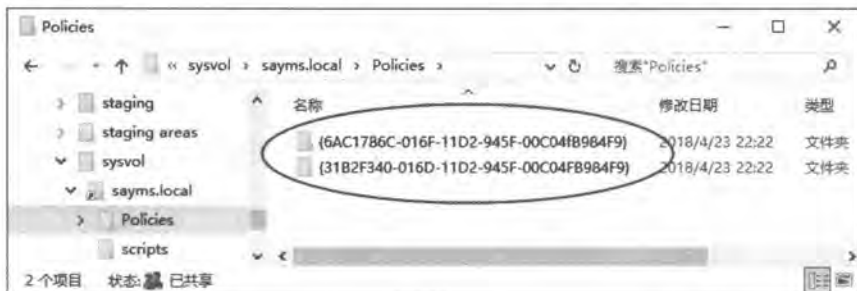 Policies
« sysvol › sayms.local › Policies ›
搜索"Policies"
staging
staging areas
sysvol
sayms.local
Policies
scripts
名称 修改日期 类型
{6AC1786C-016F-11D2-945F-00C04fB984F9} 2018/4/23 22:22 文件夹
{31B2F340-016D-11D2-945F-00C04FB984F9} 2018/4/23 22:22 文件夹
2 个项目 状态: 已共享